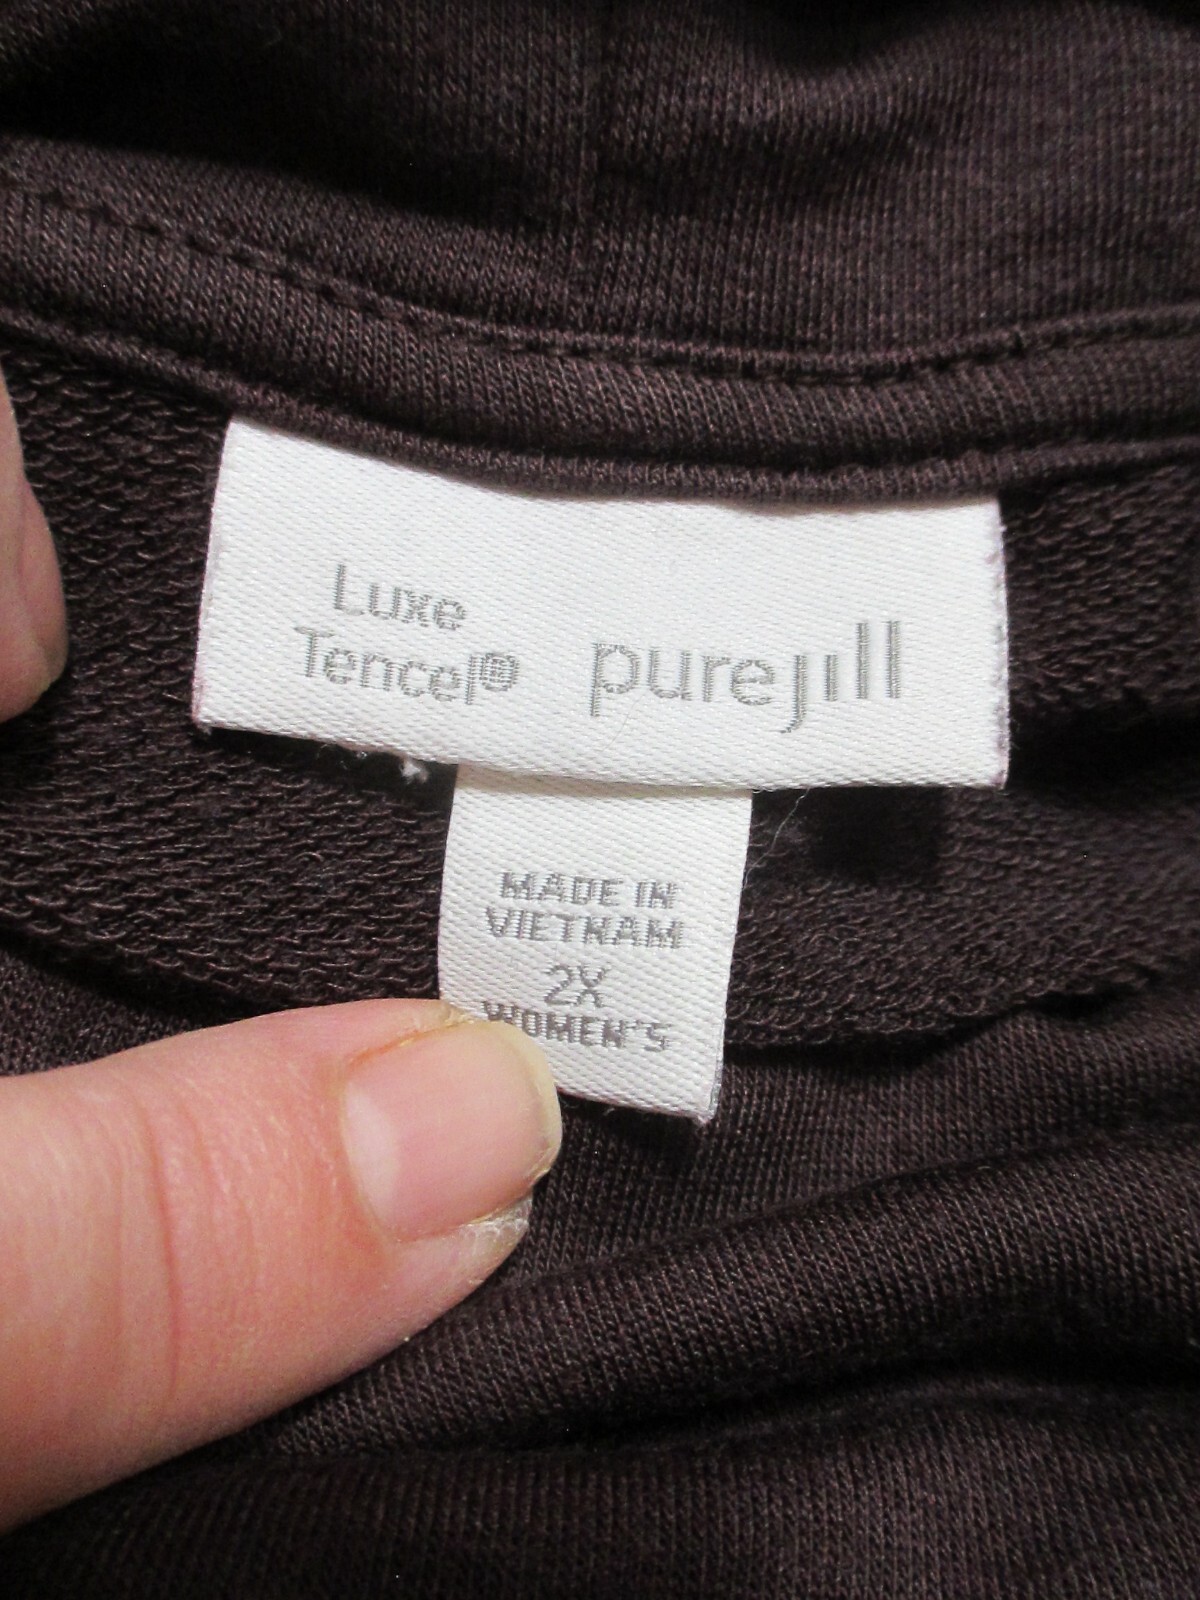 Luxe
Tencel® purejill
MADE IN
VIETNAM
2X
WOMEN'S